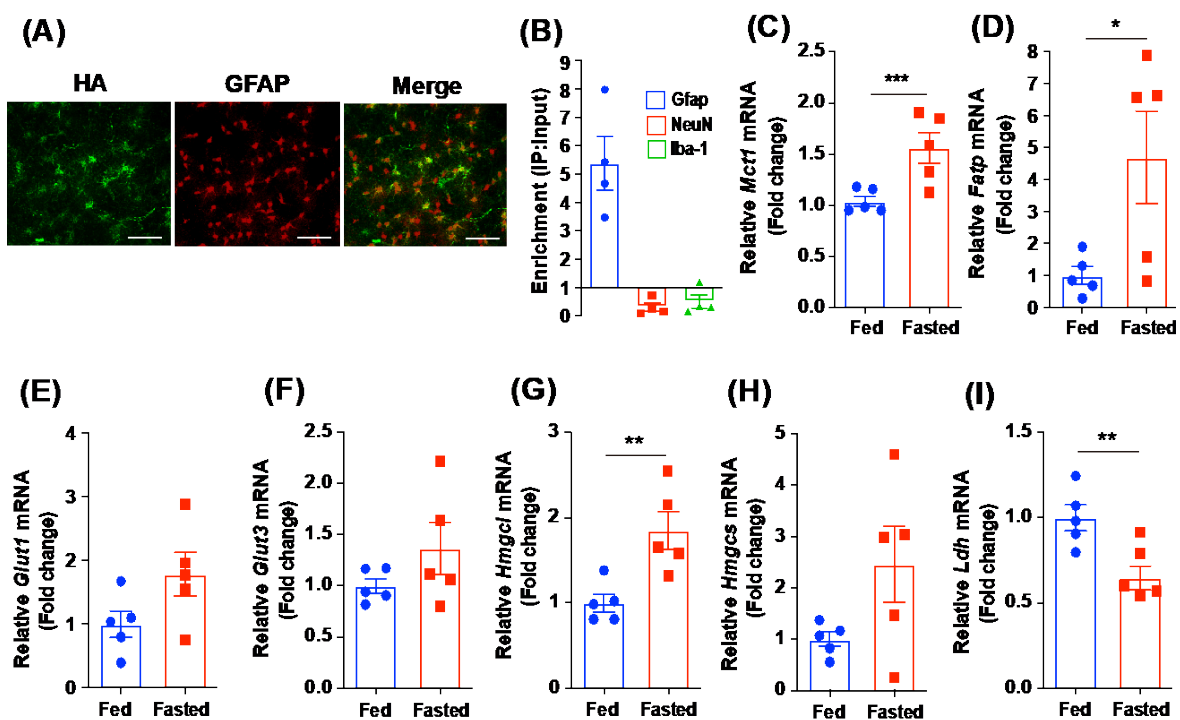 (A)
HA GFAP Merge
(B)
Enrichment (IP:Input)
9
8
7
6
5
4
3
2
1
0
Gfap
NeuN
Iba-1
(C)
Relative Mct1 mRNA
(Fold change)
2.5
2.0
1.5
1.0
0.5
0.0
***
Fed Fasted
(D)
Relative Fatp mRNA
(Fold change)
8
7
6
5
4
3
2
1
0
*
Fed Fasted
(E)
Relative Glut1 mRNA
(Fold change)
4
3
2
1
0
Fed Fasted
(F)
Relative Glut3 mRNA
(Fold change)
2.5
2.0
1.5
1.0
0.5
0.0
Fed Fasted
(G)
Relative Hmgcl mRNA
(Fold change)
3
2
1
0
**
Fed Fasted
(H)
Relative Hmgcs mRNA
(Fold change)
5
4
3
2
1
0
Fed Fasted
(I)
Relative Ldh mRNA
(Fold change)
1.5
1.0
0.5
0.0
**
Fed Fasted